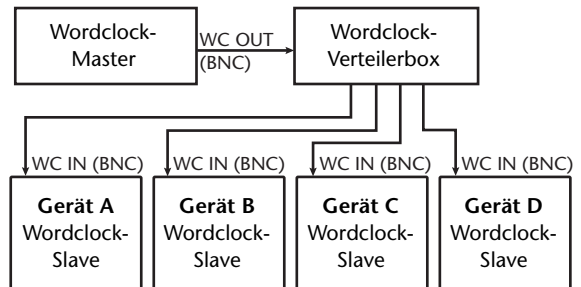 Wordclock-
Master
WC OUT
(BNC)
Wordclock-
Verteilerbox
WC IN (BNC)
WC IN (BNC)
WC IN (BNC)
WC IN (BNC)
Gerät A
Wordclock-
Slave
Gerät B
Wordclock-
Slave
Gerät C
Wordclock-
Slave
Gerät D
Wordclock-
Slave